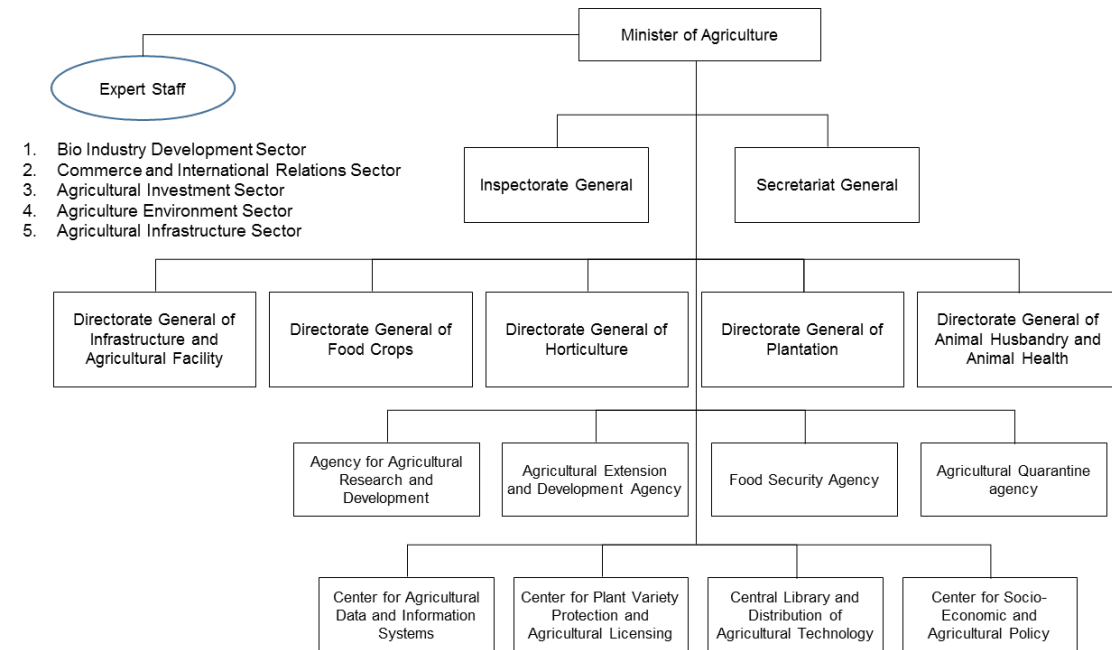 Minister of Agriculture
Expert Staff
1. Bio Industry Development Sector
2. Commerce and International Relations Sector
3. Agricultural Investment Sector
4. Agriculture Environment Sector
5. Agricultural Infrastructure Sector
Inspectorate General
Secretariat General
Directorate General of
Infrastructure and
Agricultural Facility
Directorate General of
Food Crops
Directorate General of
Horticulture
Directorate General of
Plantation
Directorate General of
Animal Husbandry and
Animal Health
Agency for Agricultural
Research and
Development
Agricultural Extension
and Development Agency
Food Security Agency
Agricultural Quarantine
agency
Center for Agricultural
Data and Information
Systems
Center for Plant Variety
Protection and
Agricultural Licensing
Central Library and
Distribution of
Agricultural Technology
Center for Socio-
Economic and
Agricultural Policy